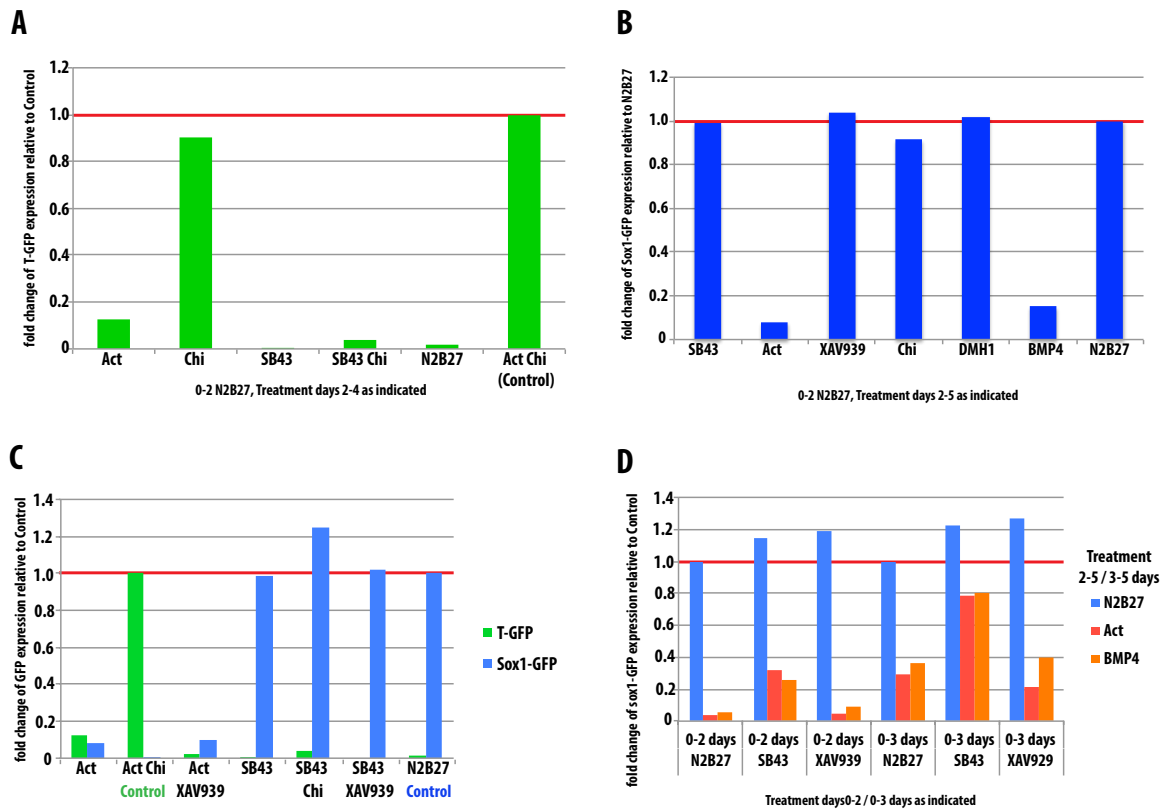 A
fold change of T-GFP expression relative to Control
1.2
1.0
0.8
0.6
0.4
0.2
0
Act
Chi
SB43
SB43 Chi
N2B27
Act Chi
(Control)
0-2 N2B27, Treatment days 2-4 as indicated
B
fold change of Sox1-GFP expression relative to N2B27
1.2
1.0
0.8
0.6
0.4
0.2
0
SB43
Act
XAV939
Chi
DMH1
BMP4
N2B27
0-2 N2B27, Treatment days 2-5 as indicated
C
fold change of GFP expression relative to Control
1.4
1.2
1.0
0.8
0.6
0.4
0.2
0
Act
Act Chi
Control
Act
XAV939
SB43
SB43
Chi
SB43
XAV939
N2B27
Control
T-GFP
Sox1-GFP
D
fold change of sox1-GFP expression relative to Control
1.4
1.2
1.0
0.8
0.6
0.4
0.2
0
0-2 days
N2B27
0-2 days
SB43
0-2 days
XAV939
0-3 days
N2B27
0-3 days
SB43
0-3 days
XAV929
Treatment days0-2 / 0-3 days as indicated
Treatment
2-5 / 3-5 days
N2B27
Act
BMP4